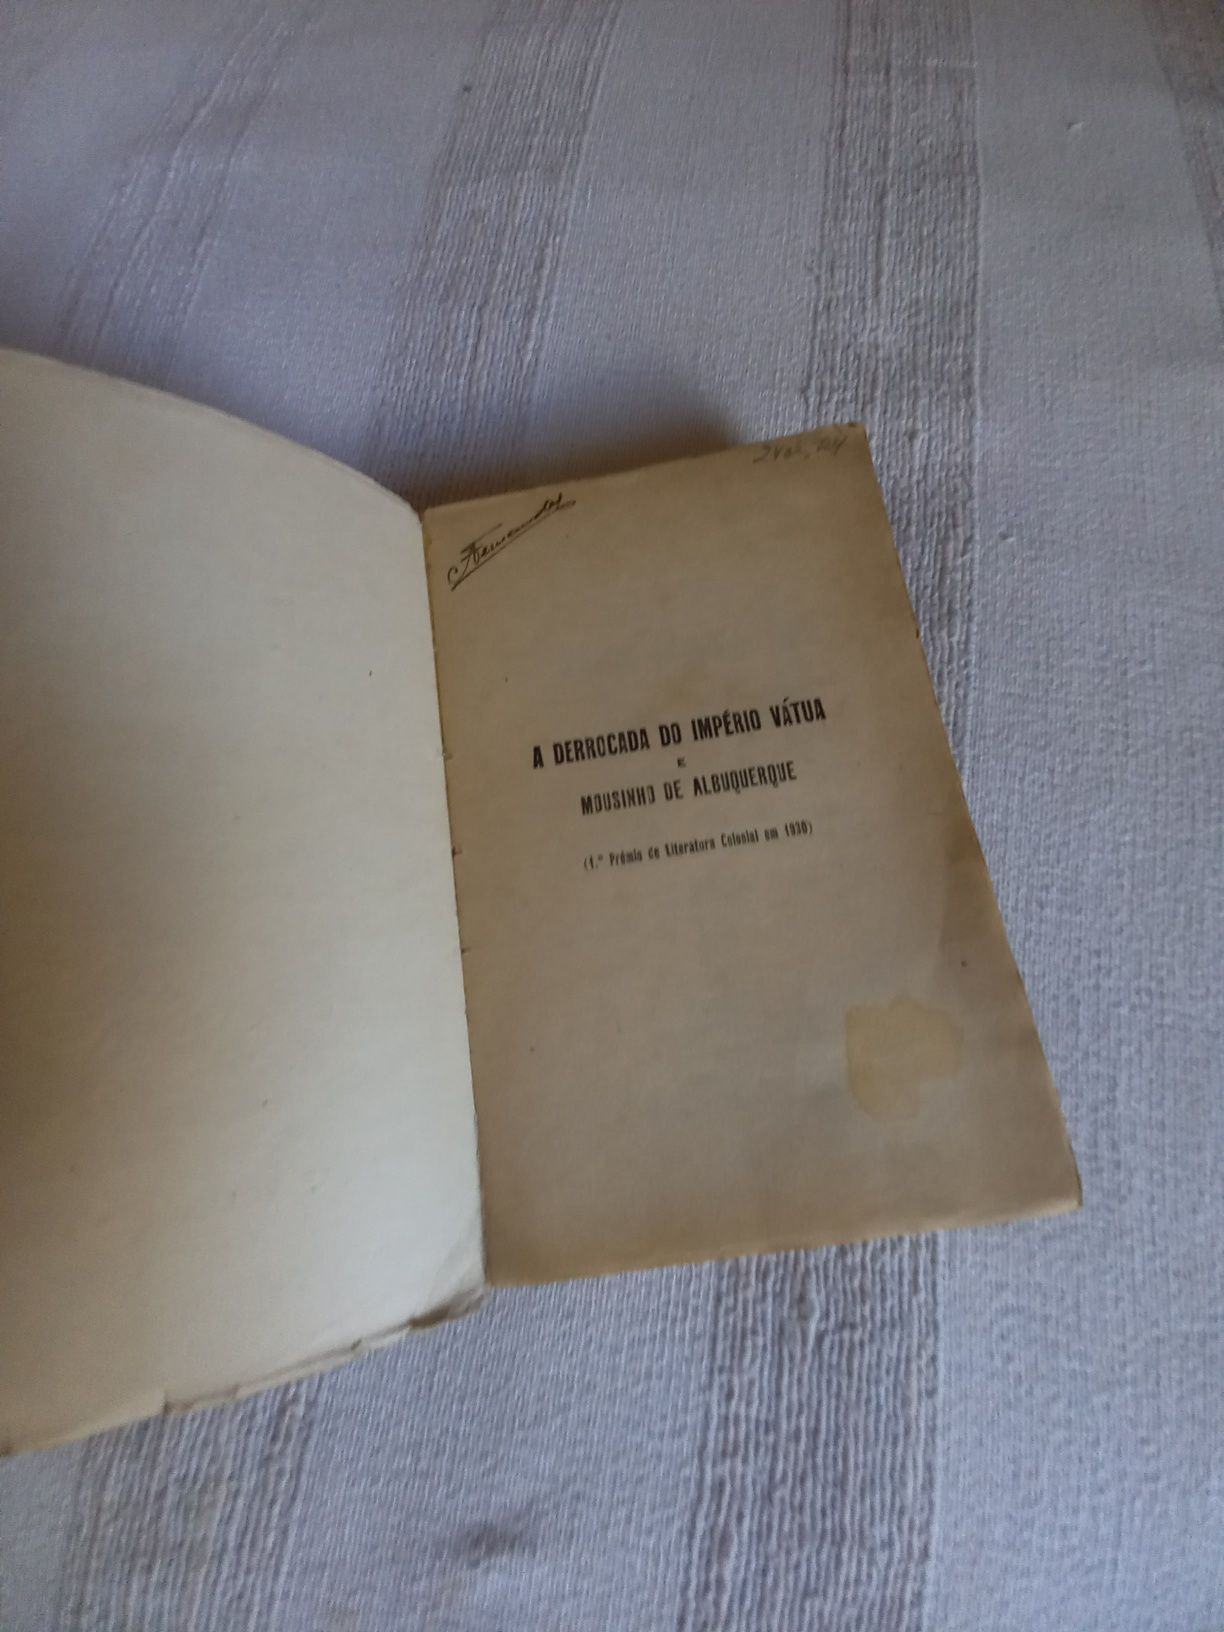 A DERROCADA DO IMPÉRIO VÁTUA
E
MOUSINHO DE ALBUQUERQUE
(1.º Prémio de Literatura Colonial em 1930)